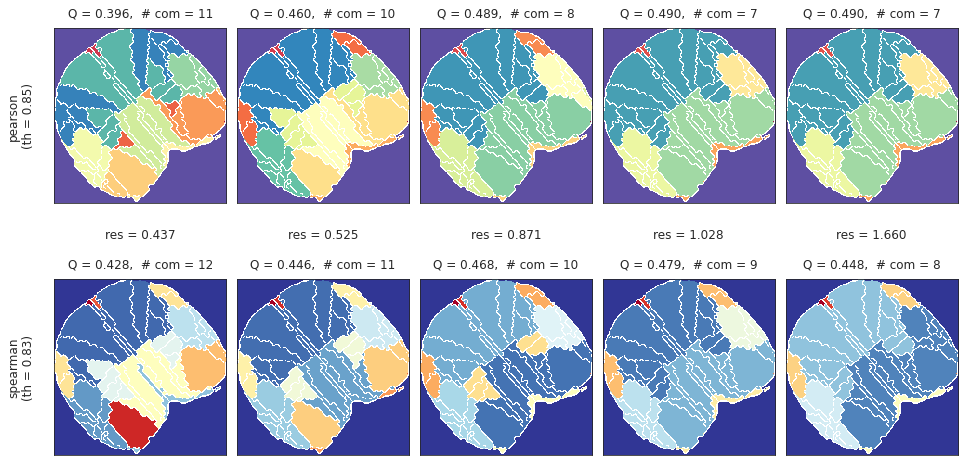 Q = 0.396,  # com = 11
Q = 0.460,  # com = 10
Q = 0.489,  # com = 8
Q = 0.490,  # com = 7
Q = 0.490,  # com = 7
pearson
(th = 0.85)
res = 0.437
res = 0.525
res = 0.871
res = 1.028
res = 1.660
Q = 0.428,  # com = 12
Q = 0.446,  # com = 11
Q = 0.468,  # com = 10
Q = 0.479,  # com = 9
Q = 0.448,  # com = 8
spearman
(th = 0.83)